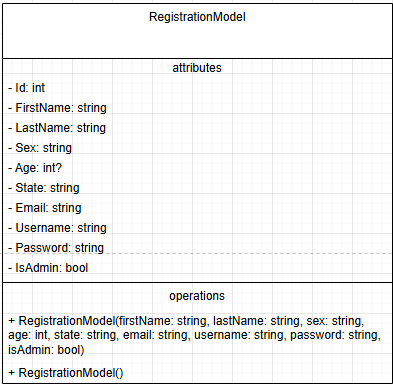 RegistrationModel
attributes
- Id: int
- FirstName: string
- LastName: string
- Sex: string
- Age: int?
- State: string
- Email: string
- Username: string
- Password: string
- IsAdmin: bool
operations
+ RegistrationModel(firstName: string, lastName: string, sex: string,
age: int, state: string, email: string, username: string, password: string,
isAdmin: bool)
+ RegistrationModel()